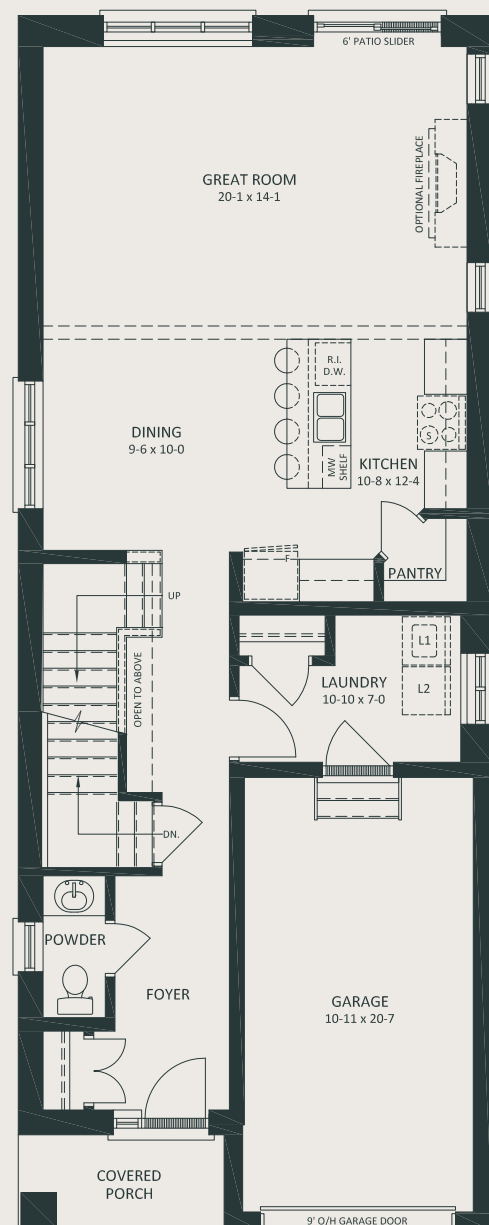 6' PATIO SLIDER
GREAT ROOM
20-1 x 14-1
OPTIONAL FIREPLACE
R.I.
D.W.
DINING
9-6 x 10-0
MW
SHELF
S
KITCHEN
10-8 x 12-4
F
PANTRY
UP
OPEN TO ABOVE
L1
LAUNDRY
10-10 x 7-0
L2
DN.
POWDER
FOYER
GARAGE
10-11 x 20-7
COVERED
PORCH
9' O/H GARAGE DOOR